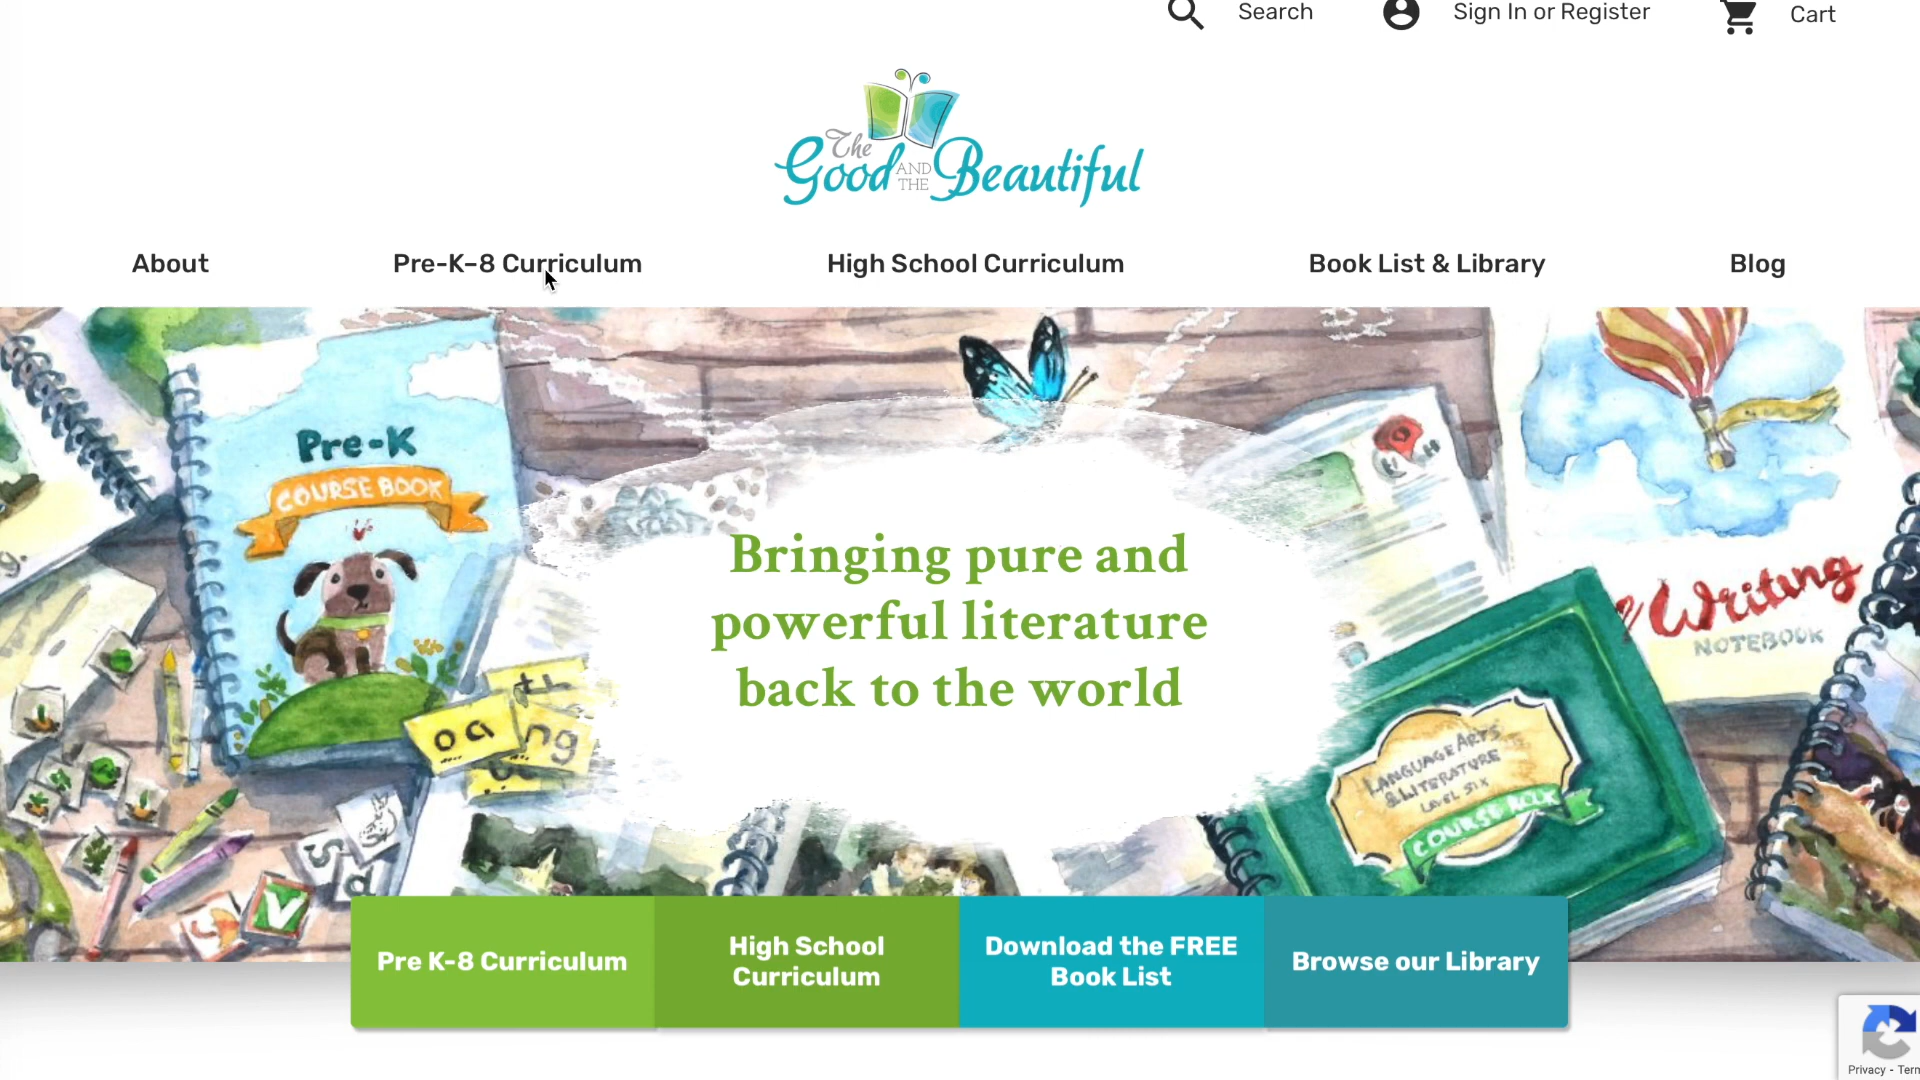 Search
Sign In or Register
Cart
The
Good AND THE Beautiful
About
Pre-K–8 Curriculum
High School Curriculum
Book List & Library
Blog
Pre-K
COURSE BOOK
Bringing pure and
powerful literature
back to the world
Writing
NOTEBOOK
th
oa
ng
LANGUAGE ARTS
& LITERATURE
LEVEL SIX
COURSE BOOK
Pre K-8 Curriculum
High School
Curriculum
Download the FREE
Book List
Browse our Library
Privacy - Term